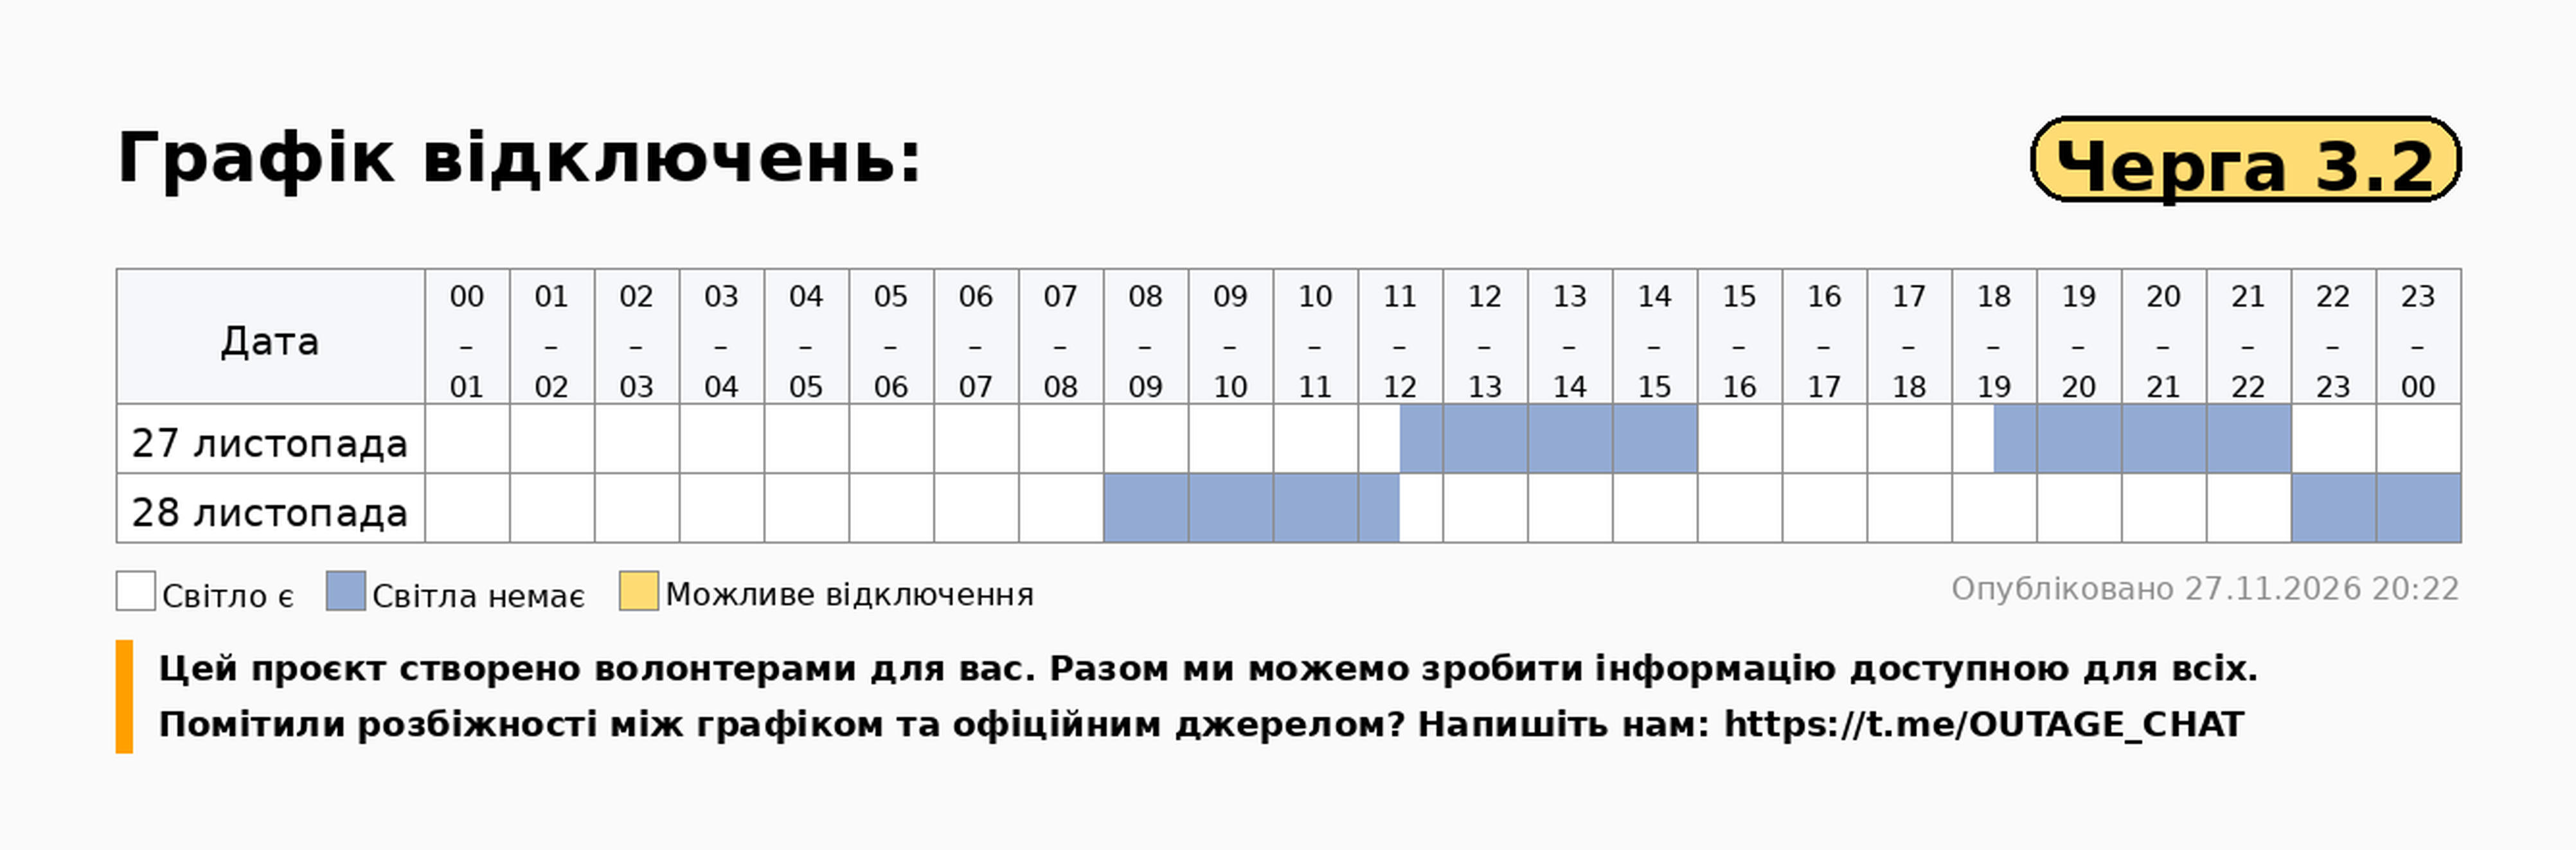 Графік відключень:
Черга 3.2
Дата 00 – 01 01 – 02 02 – 03 03 – 04 04 – 05 05 – 06 06 – 07 07 – 08 08 – 09 09 – 10 10 – 11 11 – 12 12 – 13 13 – 14 14 – 15 15 – 16 16 – 17 17 – 18 18 – 19 19 – 20 20 – 21 21 – 22 22 – 23 23 – 00
27 листопада
28 листопада
Світло є Світла немає Можливе відключення
Опубліковано 27.11.2026 20:22
Цей проєкт створено волонтерами для вас. Разом ми можемо зробити інформацію доступною для всіх.
Помітили розбіжності між графіком та офіційним джерелом? Напишіть нам: https://t.me/OUTAGE_CHAT